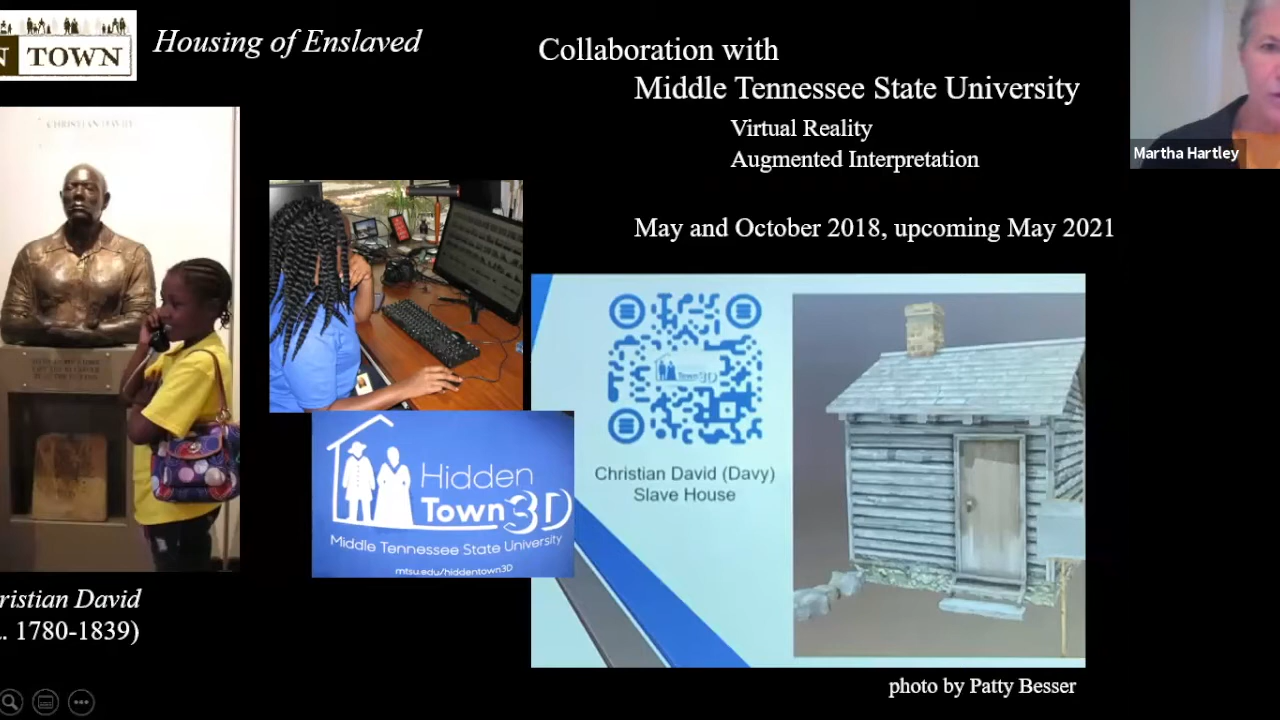 N TOWN
Housing of Enslaved
Collaboration with
Middle Tennessee State University
Virtual Reality
Augmented Interpretation
Martha Hartley
May and October 2018, upcoming May 2021
CHRISTIAN DAVID
Town3D
Christian David (Davy)
Slave House
Hidden
Town3D
Middle Tennessee State University
mtsu.edu/hiddentown3D
ristian David
. 1780-1839)
photo by Patty Besser